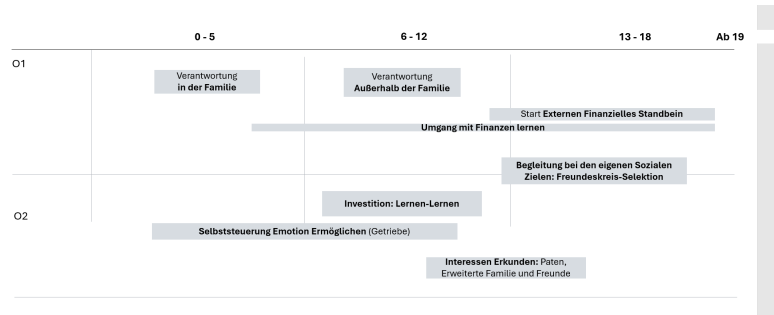 0 - 5
6 - 12
13 - 18
Ab 19
O1
Verantwortung
in der Familie
Verantwortung
Außerhalb der Familie
Start Externen Finanzielles Standbein
Umgang mit Finanzen lernen
Begleitung bei den eigenen Sozialen
Zielen: Freundeskreis-Selektion
O2
Investition: Lernen-Lernen
Selbststeuerung Emotion Ermöglichen (Getriebe)
Interessen Erkunden: Paten,
Erweiterte Familie und Freunde